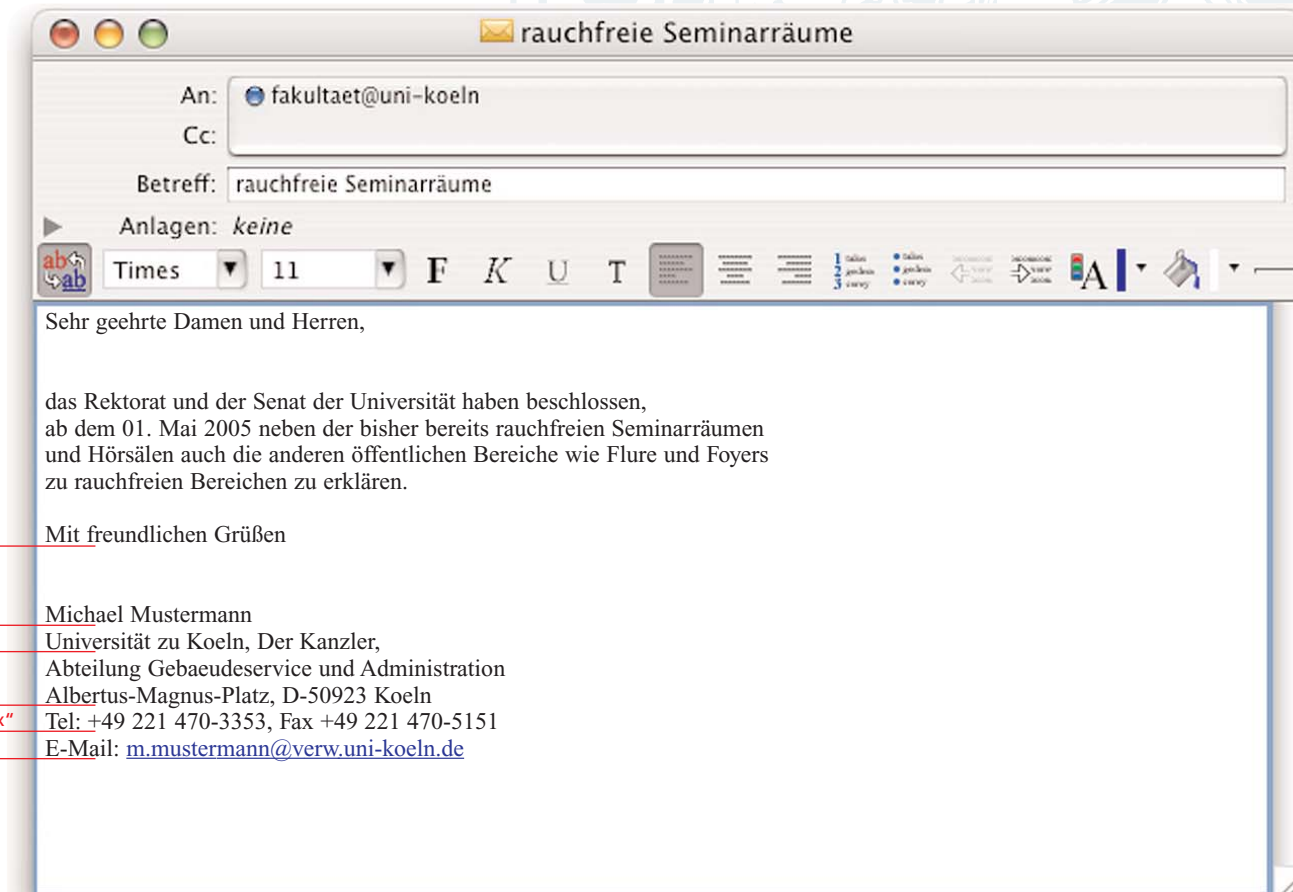 rauchfreie Seminarräume
An: fakultaet@uni-koeln
Cc:
Betreff: rauchfreie Seminarräume
Anlagen: keine
Times 11 F K U T
Sehr geehrte Damen und Herren,
das Rektorat und der Senat der Universität haben beschlossen,
ab dem 01. Mai 2005 neben der bisher bereits rauchfreien Seminarräumen
und Hörsälen auch die anderen öffentlichen Bereiche wie Flure und Foyers
zu rauchfreien Bereichen zu erklären.
Mit freundlichen Grüßen
Michael Mustermann
Universität zu Koeln, Der Kanzler,
Abteilung Gebaeudeservice und Administration
Albertus-Magnus-Platz, D-50923 Koeln
Tel: +49 221 470-3353, Fax +49 221 470-5151
E-Mail: m.mustermann@verw.uni-koeln.de